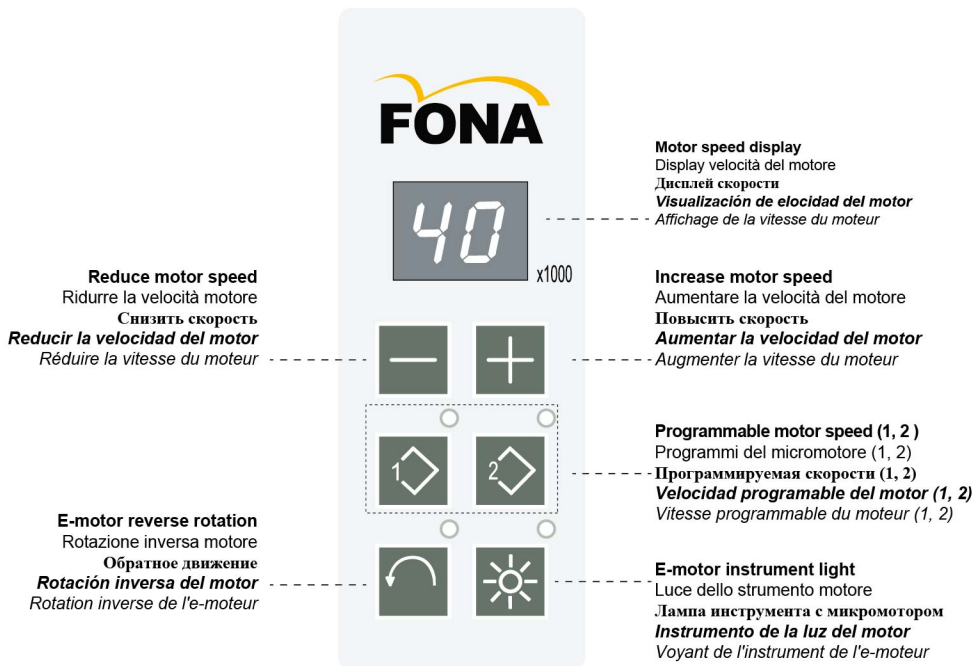 FONA
40
x1000
Motor speed display
Display velocità del motore
Дисплей скорости
Visualización de elocidad del motor
Affichage de la vitesse du moteur
Reduce motor speed
Ridurre la velocità motore
Снизить скорость
Reducir la velocidad del motor
Réduire la vitesse du moteur
Increase motor speed
Aumentare la velocità del motore
Повысить скорость
Aumentar la velocidad del motor
Augmenter la vitesse du moteur
1
2
Programmable motor speed (1, 2 )
Programmi del micromotore (1, 2)
Программируемая скорости (1, 2)
Velocidad programable del motor (1, 2)
Vitesse programmable du moteur (1, 2)
E-motor reverse rotation
Rotazione inversa motore
Обратное движение
Rotación inversa del motor
Rotation inverse de l'e-moteur
E-motor instrument light
Luce dello strumento motore
Лампа инструмента с микромотором
Instrumento de la luz del motor
Voyant de l'instrument de l'e-moteur